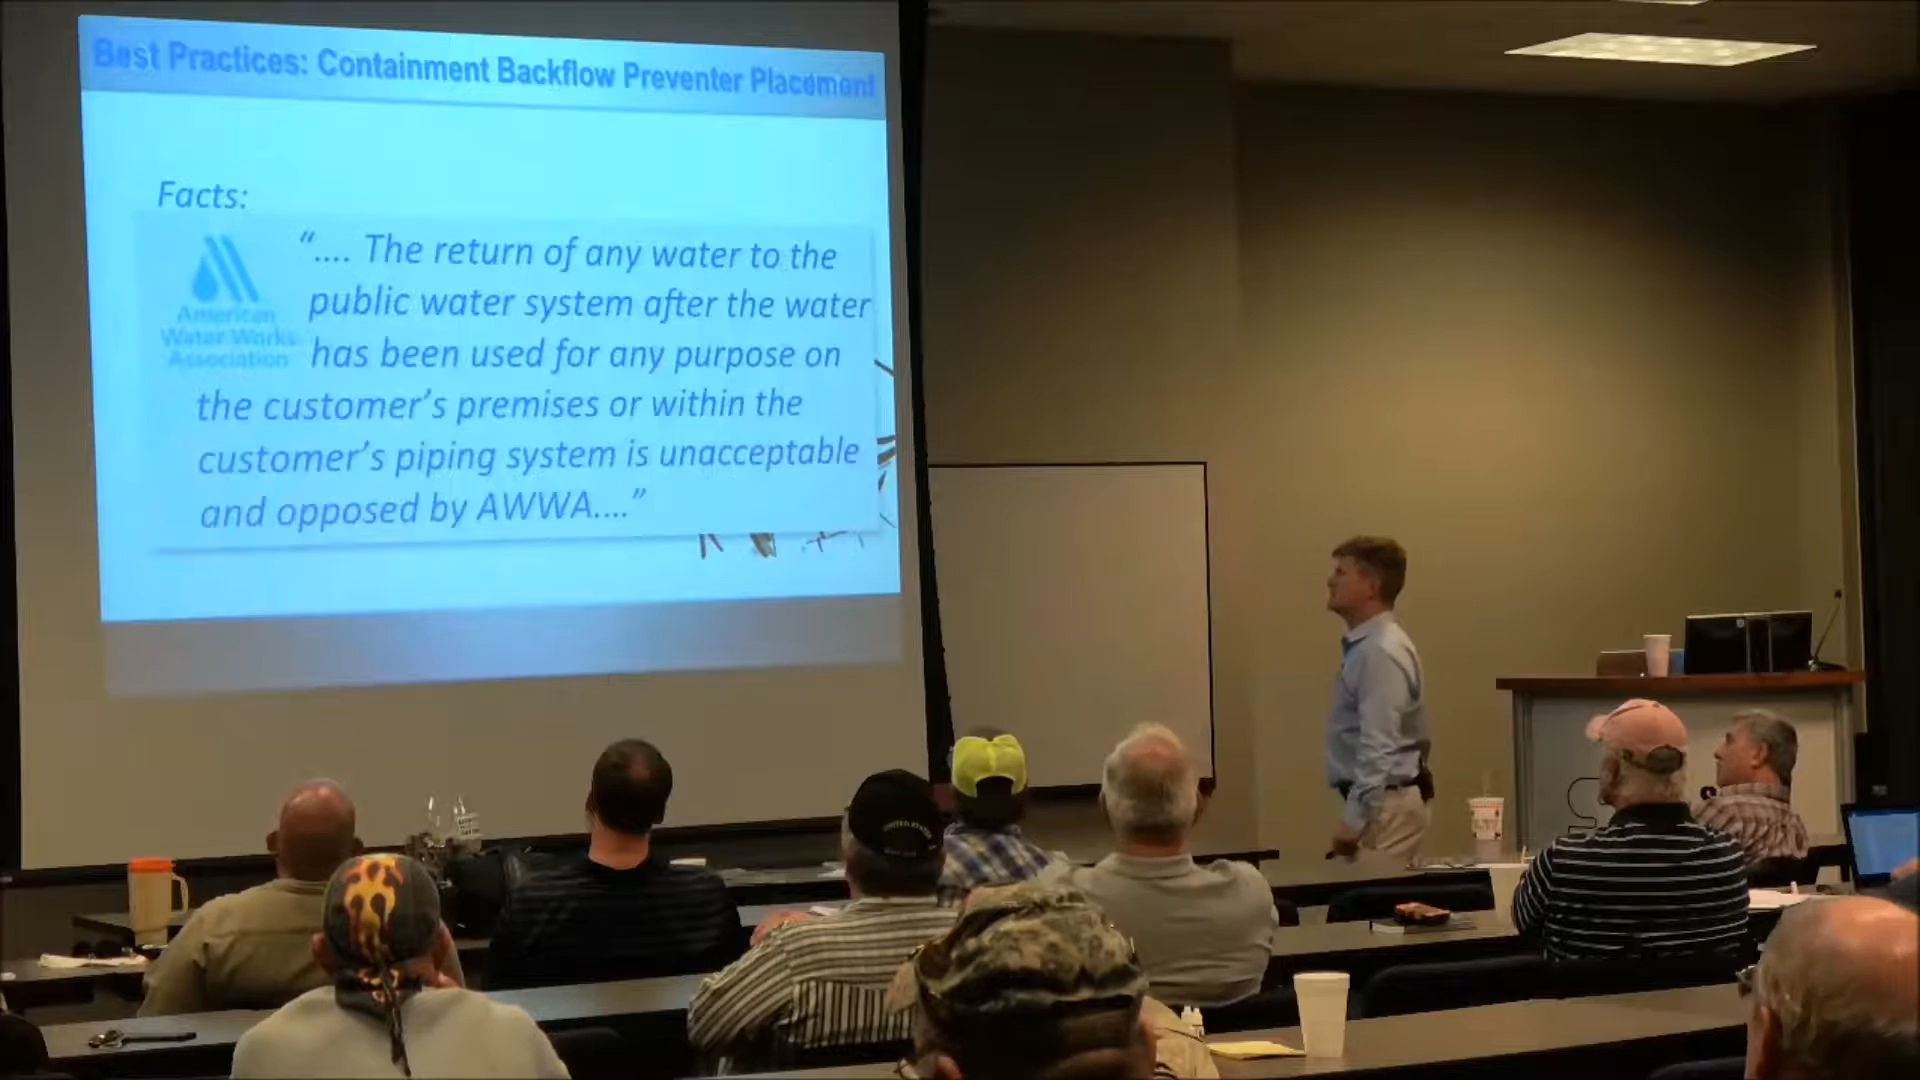 Best Practices: Containment Backflow Preventer Placement
Facts:
“.... The return of any water to the
public water system after the water
has been used for any purpose on
the customer’s premises or within the
customer’s piping system is unacceptable
and opposed by AWWA....”
American
Water Works
Association
UNITED STATES